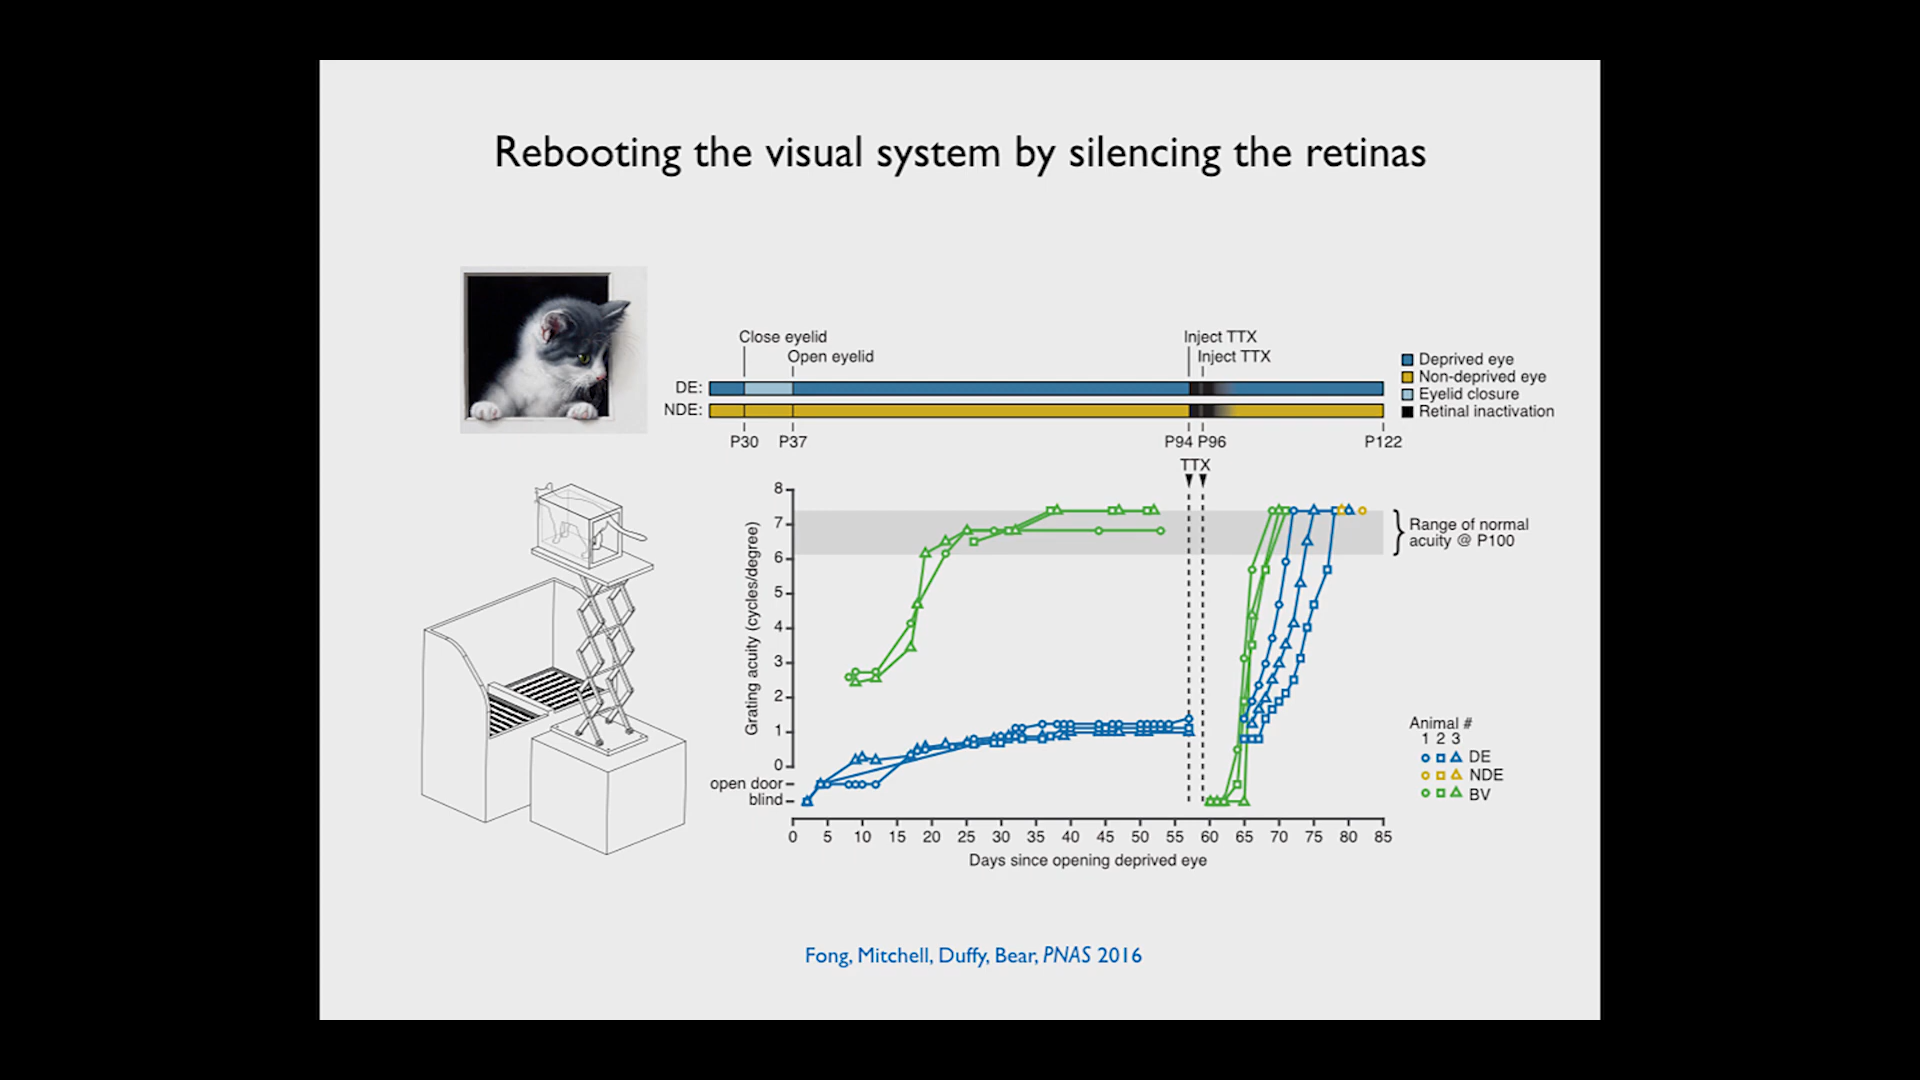 Rebooting the visual system by silencing the retinas
Close eyelid
Open eyelid
Inject TTX
Inject TTX
DE:
NDE:
P30 P37 P94 P96 P122
Deprived eye
Non-deprived eye
Eyelid closure
Retinal inactivation
TTX
8
7
6
5
4
3
2
1
0
open door
blind
Grating acuity (cycles/degree)
0 5 10 15 20 25 30 35 40 45 50 55 60 65 70 75 80 85
Days since opening deprived eye
Range of normal
acuity @ P100
Animal #
1 2 3
DE
NDE
BV
Fong, Mitchell, Duffy, Bear, PNAS 2016